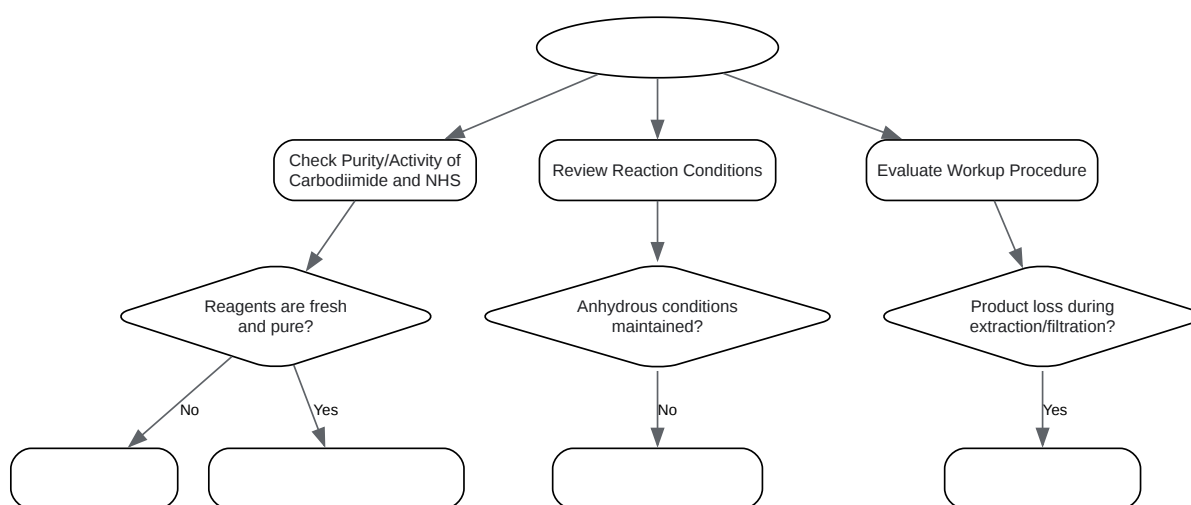 Check Purity/Activity of
Carbodiimide and NHS
Review Reaction Conditions
Evaluate Workup Procedure
Reagents are fresh
and pure?
Anhydrous conditions
maintained?
Product loss during
extraction/filtration?
No
Yes
No
Yes